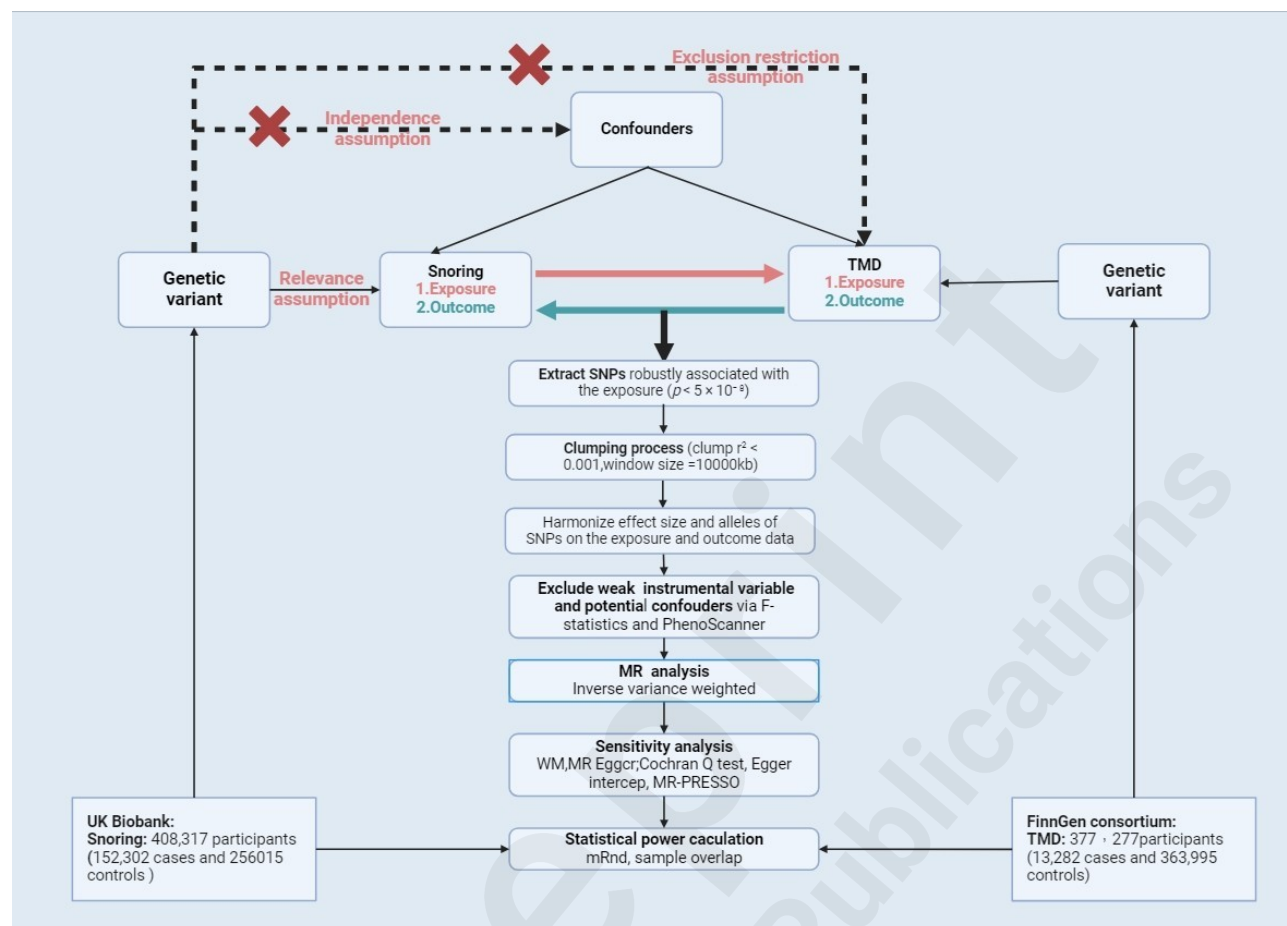 Exclusion restriction
assumption
Independence
assumption
Confounders
Genetic
variant
Relevance
assumption
Snoring
1.Exposure
2.Outcome
TMD
1.Exposure
2.Outcome
Genetic
variant
Extract SNPs robustly associated with
the exposure (p < 5 × 10⁻⁸)
Clumping process (clump r² <
0.001,window size =10000kb)
Harmonize effect size and alleles of
SNPs on the exposure and outcome data
Exclude weak instrumental variable
and potential confouders via F-
statistics and PhenoScanner
MR analysis
Inverse variance weighted
Sensitivity analysis
WM,MR Eggcr;Cochran Q test, Egger
intercep, MR-PRESSO
Statistical power caculation
mRnd, sample overlap
UK Biobank:
Snoring: 408,317 participants
(152,302 cases and 256015
controls )
FinnGen consortium:
TMD: 377，277participants
(13,282 cases and 363,995
controls)
eprint
Publications